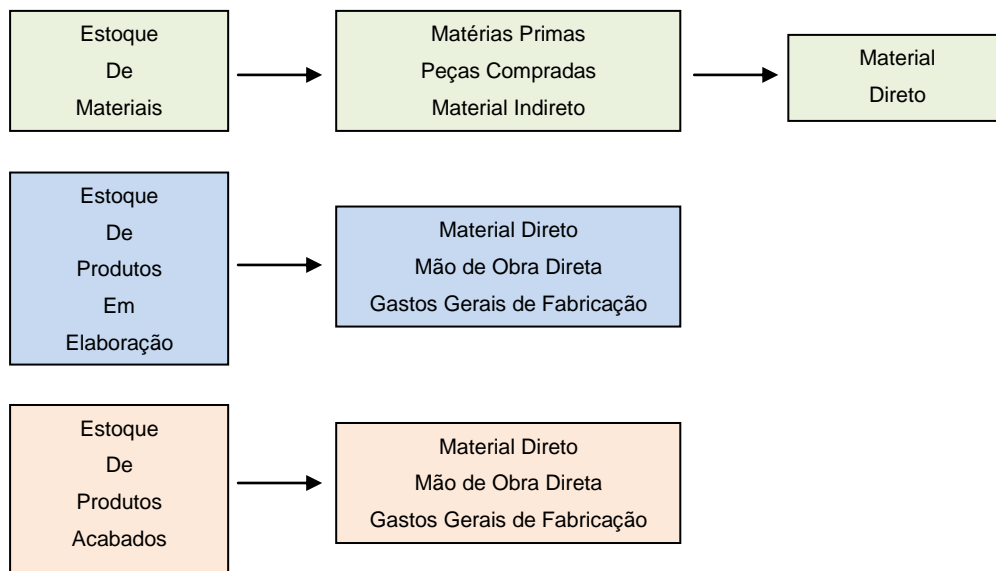 Estoque
De
Materiais
Matérias Primas
Peças Compradas
Material Indireto
Material
Direto
Estoque
De
Produtos
Em
Elaboração
Material Direto
Mão de Obra Direta
Gastos Gerais de Fabricação
Estoque
De
Produtos
Acabados
Material Direto
Mão de Obra Direta
Gastos Gerais de Fabricação